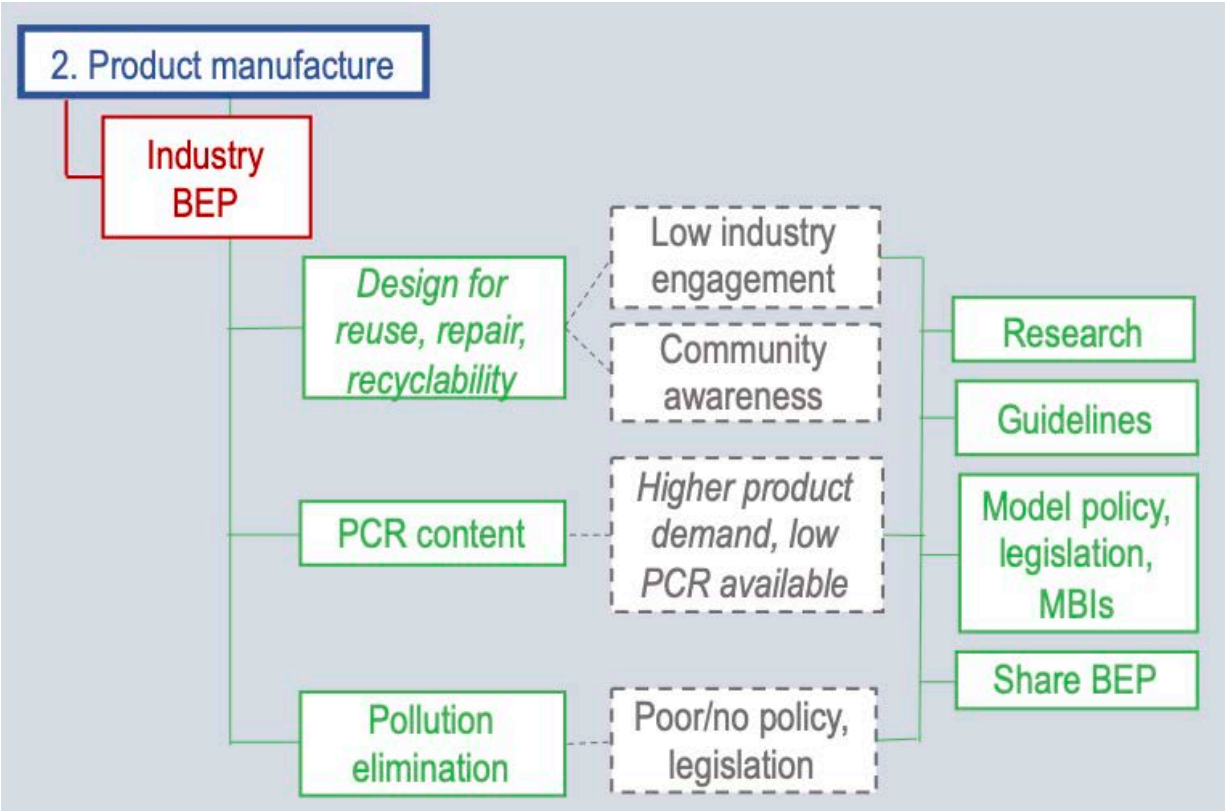 2. Product manufacture
Industry
BEP
Design for
reuse, repair,
recyclability
Low industry
engagement
Community
awareness
PCR content
Higher product
demand, low
PCR available
Pollution
elimination
Poor/no policy,
legislation
Research
Guidelines
Model policy,
legislation,
MBIs
Share BEP